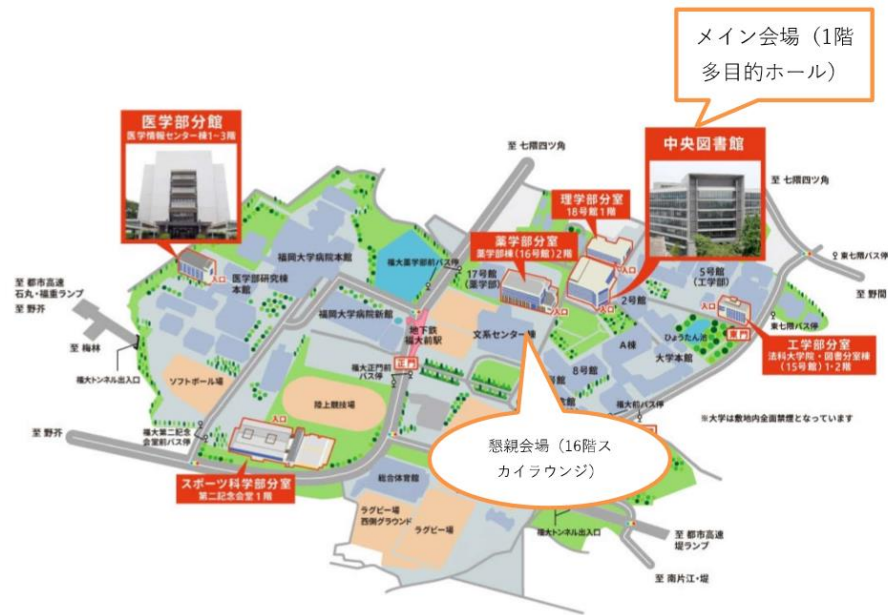 メイン会場（1階
多目的ホール）
医学部分館
医学情報センター棟1~3階
中央図書館
至 七隈四ツ角
至 七隈四ツ角
理学部分室
18号館1階
薬学部分室
薬学部棟(16号館)2階
福大薬学部前バス停
17号館
(薬学部)
入口
入口
入口
2号館
5号館
(工学部)
東七隈バス停
至 野間
東七隈バス停
入口
東門
工学部分室
法科大学院・図書分室棟
(15号館)1・2階
福岡大学病院本館
医学部研究棟
本館
入口
至 都市高速
石丸・福重ランプ
至 野芥
至 梅林
福大トンネル出入口
福岡大学病院新館
地下鉄
福大前駅
正門
福大正門前
バス停
文系センター棟
A棟
ひょうたん池
大学本館
8号館
号館
館
福大前バス停
※大学は敷地内全面禁煙となっています
ソフトボール場
陸上競技場
入口
至 野芥
福大第二記念
会堂前バス停
スポーツ科学部分室
第二記念会堂1階
懇親会場（16階ス
カイラウンジ）
総合体育館
ラグビー場
西側グラウンド
ラグビー場
福大トンネル出入口
至 都市高速
堤ランプ
至 南片江・堤